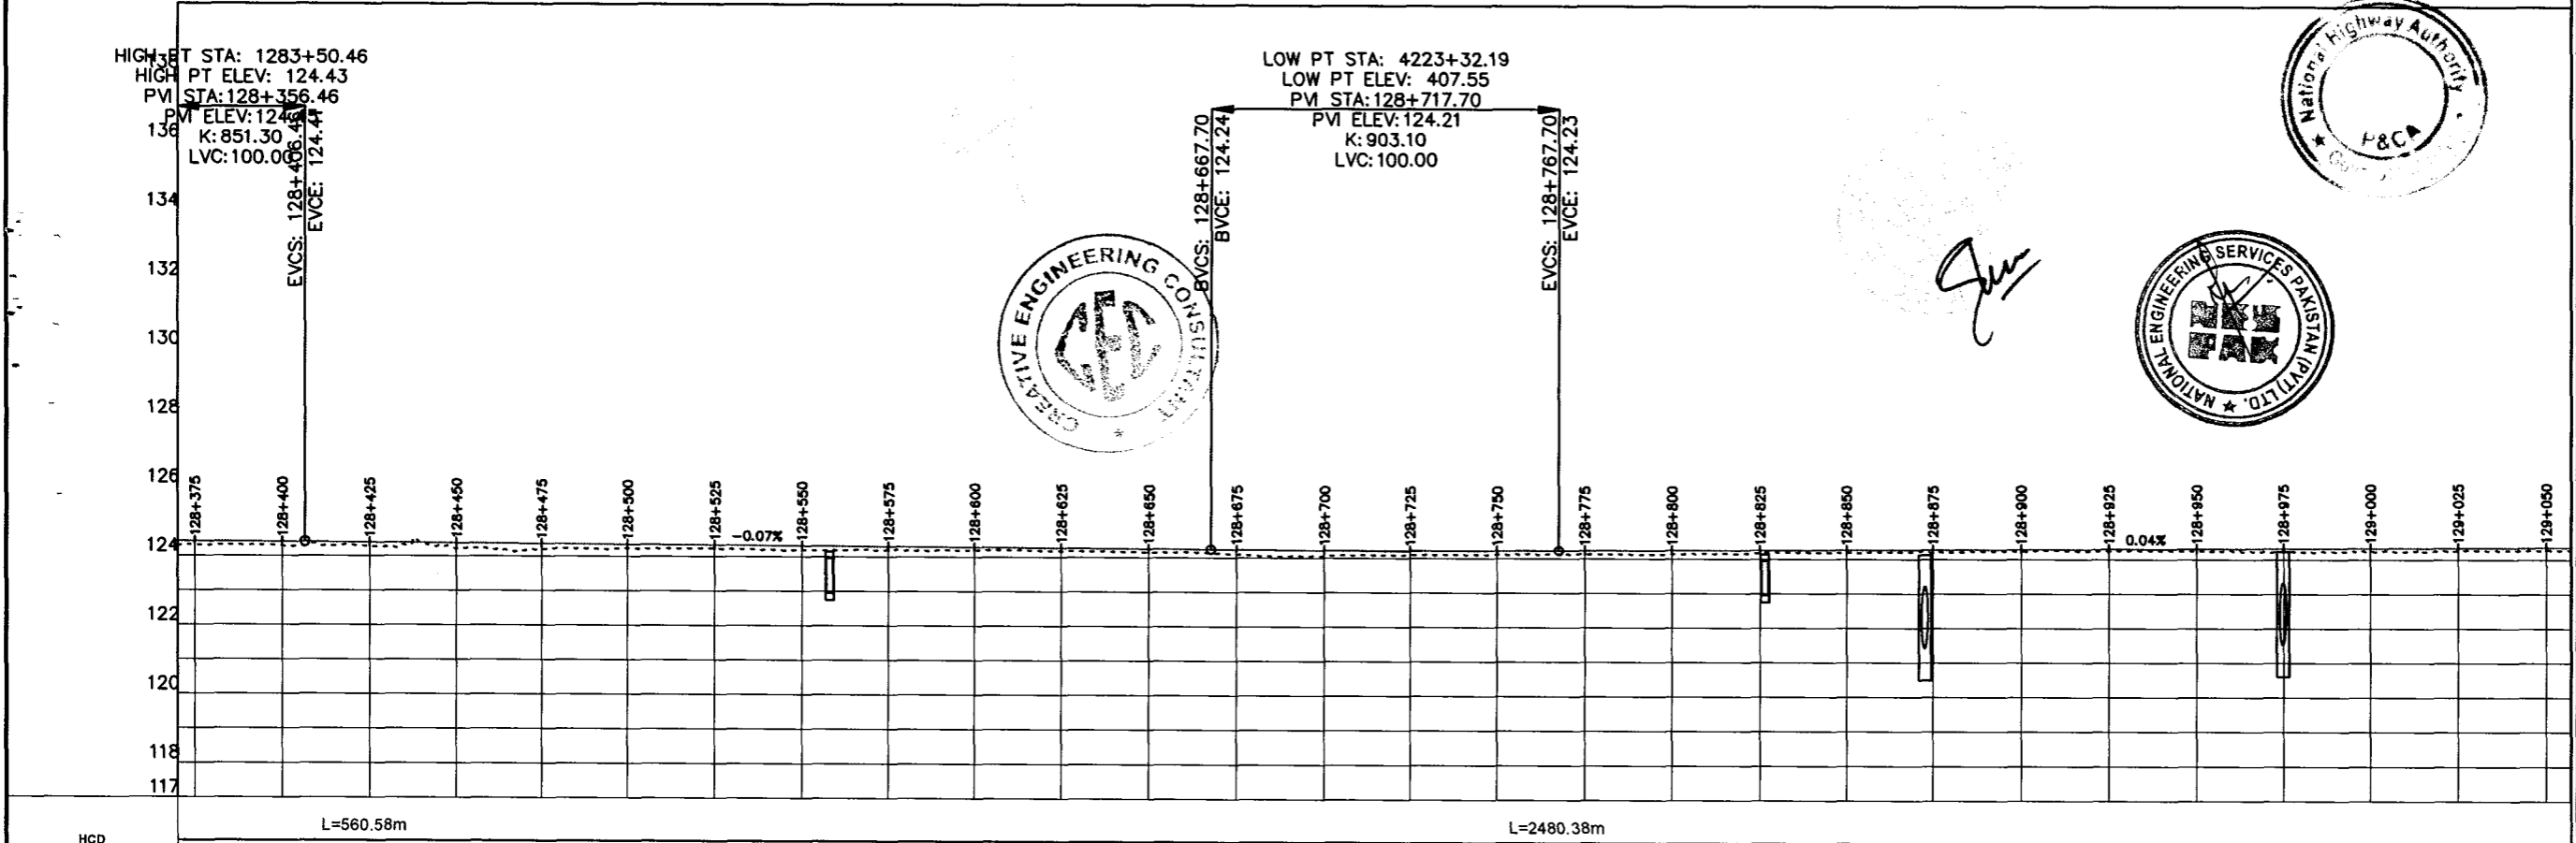 HIGH PT STA: 1283+50.46
HIGH PT ELEV: 124.43
PVI STA:128+356.46
PVI ELEV:124
K:851.30
LVC:100.00
EVCS: 128+406.46
EVCE: 124.41
LOW PT STA: 4223+32.19
LOW PT ELEV: 407.55
PVI STA:128+717.70
PVI ELEV:124.21
K:903.10
LVC:100.00
BVCS: 128+667.70
BVCE: 124.24
EVCS: 128+767.70
EVCE: 124.23
National Highway Authority
P&CA
CREATIVE ENGINEERING CONSULTANT
NATIONAL ENGINEERING SERVICES PAKISTAN (PVT) LTD.
NES
PAK
138
136
134
132
130
128
126
124
122
120
118
117
128+375
128+400
128+425
128+450
128+475
128+500
128+525
128+550
128+575
128+600
128+625
128+650
128+675
128+700
128+725
128+750
128+775
128+800
128+825
128+850
128+875
128+900
128+925
128+950
128+975
129+000
129+025
129+050
-0.07%
0.04%
L=560.58m
L=2480.38m
HCD